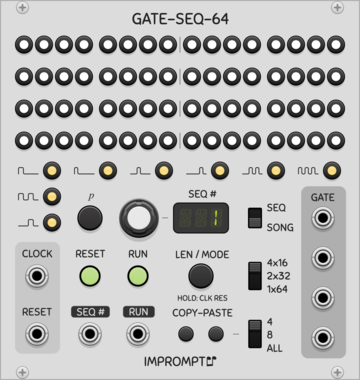 GATE-SEQ-64
p
SEQ #
1
GATE
SEQ
SONG
CLOCK
RESET
RUN
LEN / MODE
4x16
2x32
1x64
HOLD: CLK RES
RESET
SEQ #
RUN
COPY-PASTE
4
8
ALL
IMPROMPTU